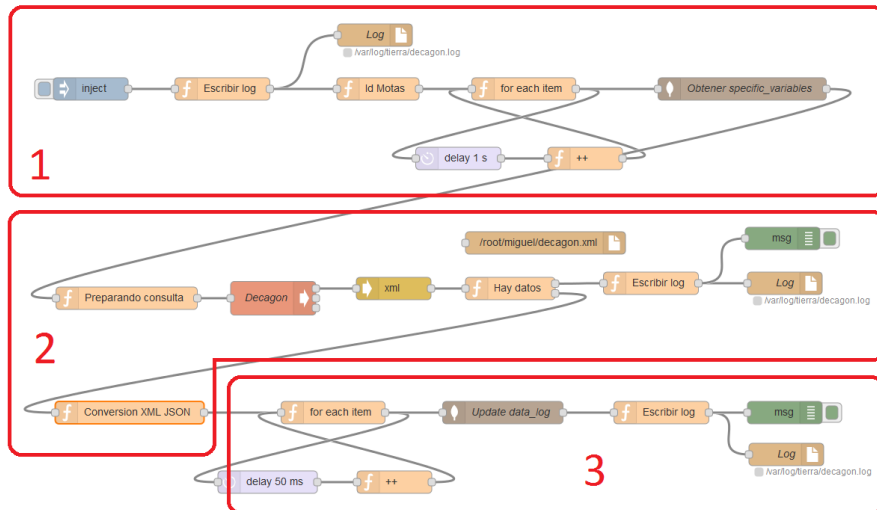 Log
/var/log/tierra/decagon.log
inject
Escribir log
Id Motas
for each item
Obtener specific_variables
delay 1 s
++
1
/root/miguel/decagon.xml
msg
Preparando consulta
Decagon
xml
Hay datos
Escribir log
Log
/var/log/tierra/decagon.log
2
Conversion XML JSON
for each item
Update data_log
Escribir log
msg
Log
/var/log/tierra/decagon.log
delay 50 ms
++
3